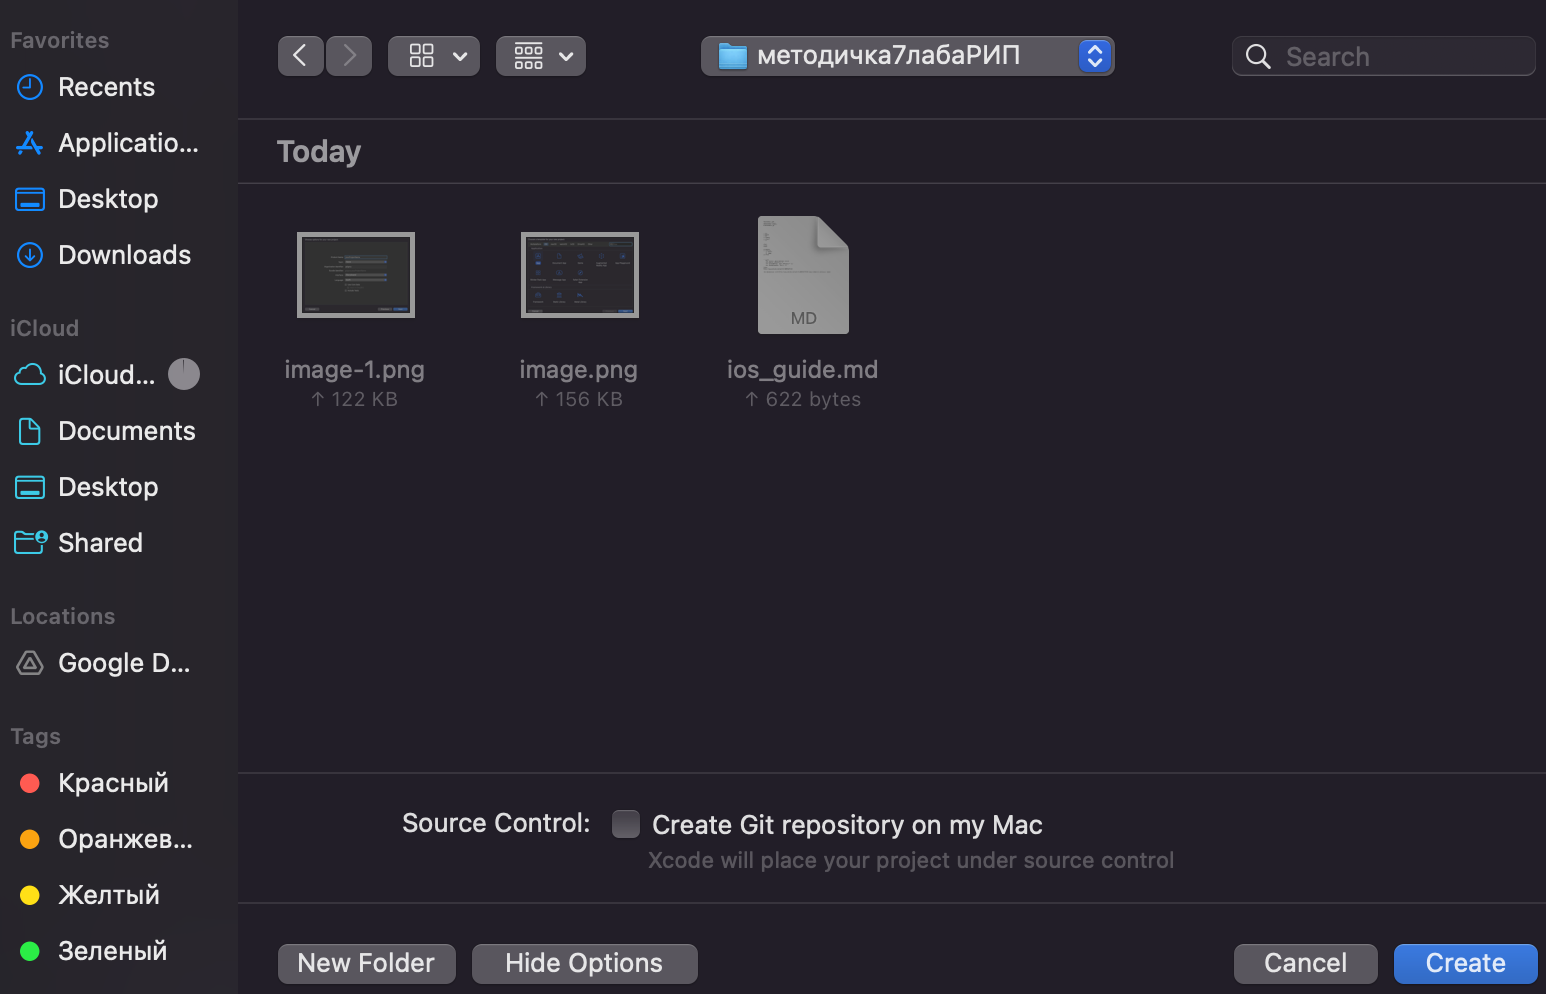 Favorites
Recents
Applicatio...
Desktop
Downloads
iCloud
iCloud...
Documents
Desktop
Shared
Locations
Google D...
Tags
Красный
Оранжев...
Желтый
Зеленый
методичка7лабаРИП
Search
Today
MD
image-1.png
↑ 122 KB
image.png
↑ 156 KB
ios_guide.md
↑ 622 bytes
Source Control:
Create Git repository on my Mac
Xcode will place your project under source control
New Folder
Hide Options
Cancel
Create